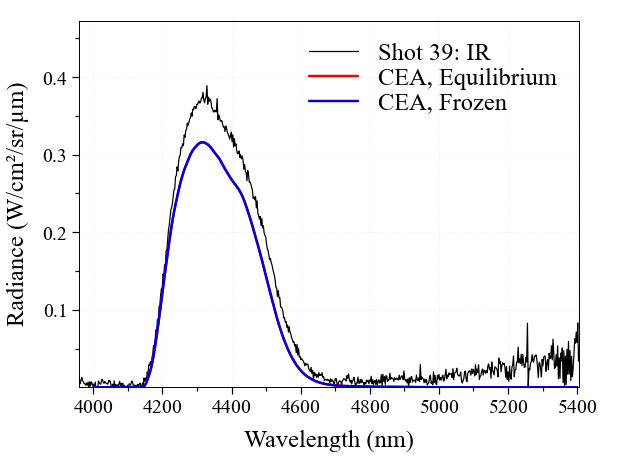 Shot 39: IR
CEA, Equilibrium
CEA, Frozen
Radiance (W/cm²/sr/µm)
0.4
0.3
0.2
0.1
4000 4200 4400 4600 4800 5000 5200 5400
Wavelength (nm)